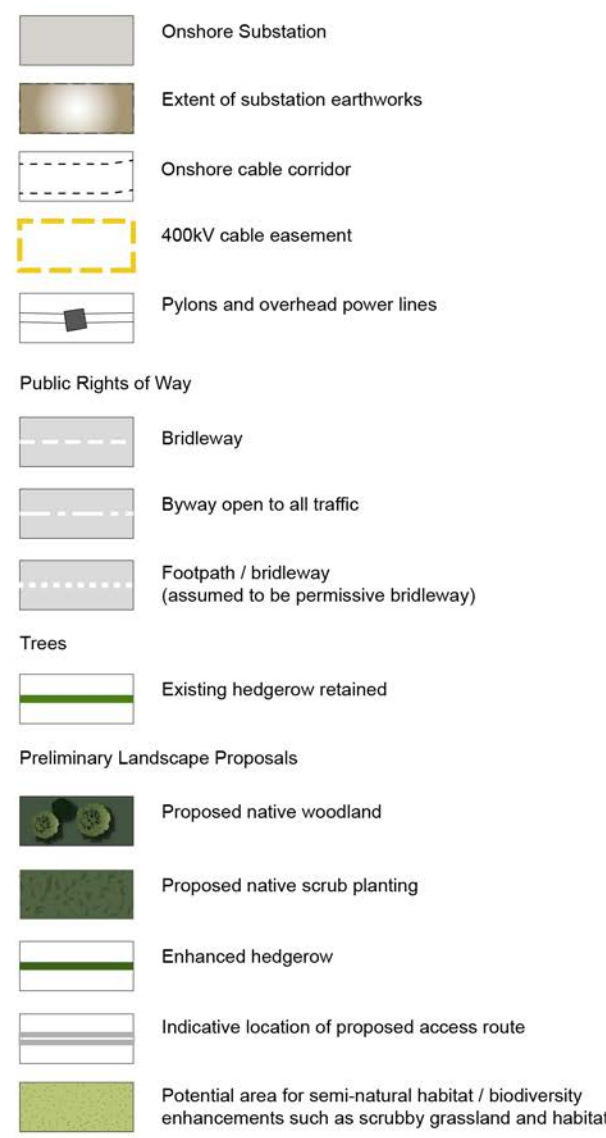 Onshore Substation
Extent of substation earthworks
Onshore cable corridor
400kV cable easement
Pylons and overhead power lines
Public Rights of Way
Bridleway
Byway open to all traffic
Footpath / bridleway
(assumed to be permissive bridleway)
Trees
Existing hedgerow retained
Preliminary Landscape Proposals
Proposed native woodland
Proposed native scrub planting
Enhanced hedgerow
Indicative location of proposed access route
Potential area for semi-natural habitat / biodiversity
enhancements such as scrubby grassland and habitat